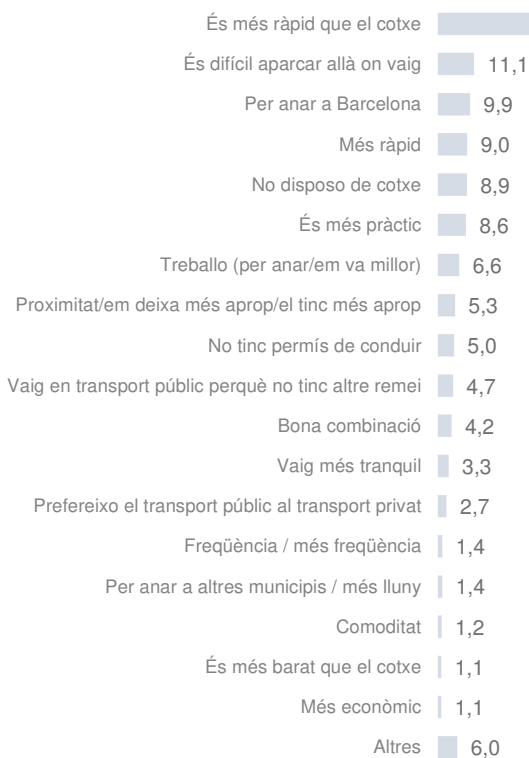 És més ràpid que el cotxe
És difícil aparcar allà on vaig 11,1
Per anar a Barcelona 9,9
Més ràpid 9,0
No disposo de cotxe 8,9
És més pràctic 8,6
Treballo (per anar/em va millor) 6,6
Proximitat/em deixa més aprop/el tinc més aprop 5,3
No tinc permís de conduir 5,0
Vaig en transport públic perquè no tinc altre remei 4,7
Bona combinació 4,2
Vaig més tranquil 3,3
Prefereixo el transport públic al transport privat 2,7
Freqüència / més freqüència 1,4
Per anar a altres municipis / més lluny 1,4
Comoditat 1,2
És més barat que el cotxe 1,1
Més econòmic 1,1
Altres 6,0